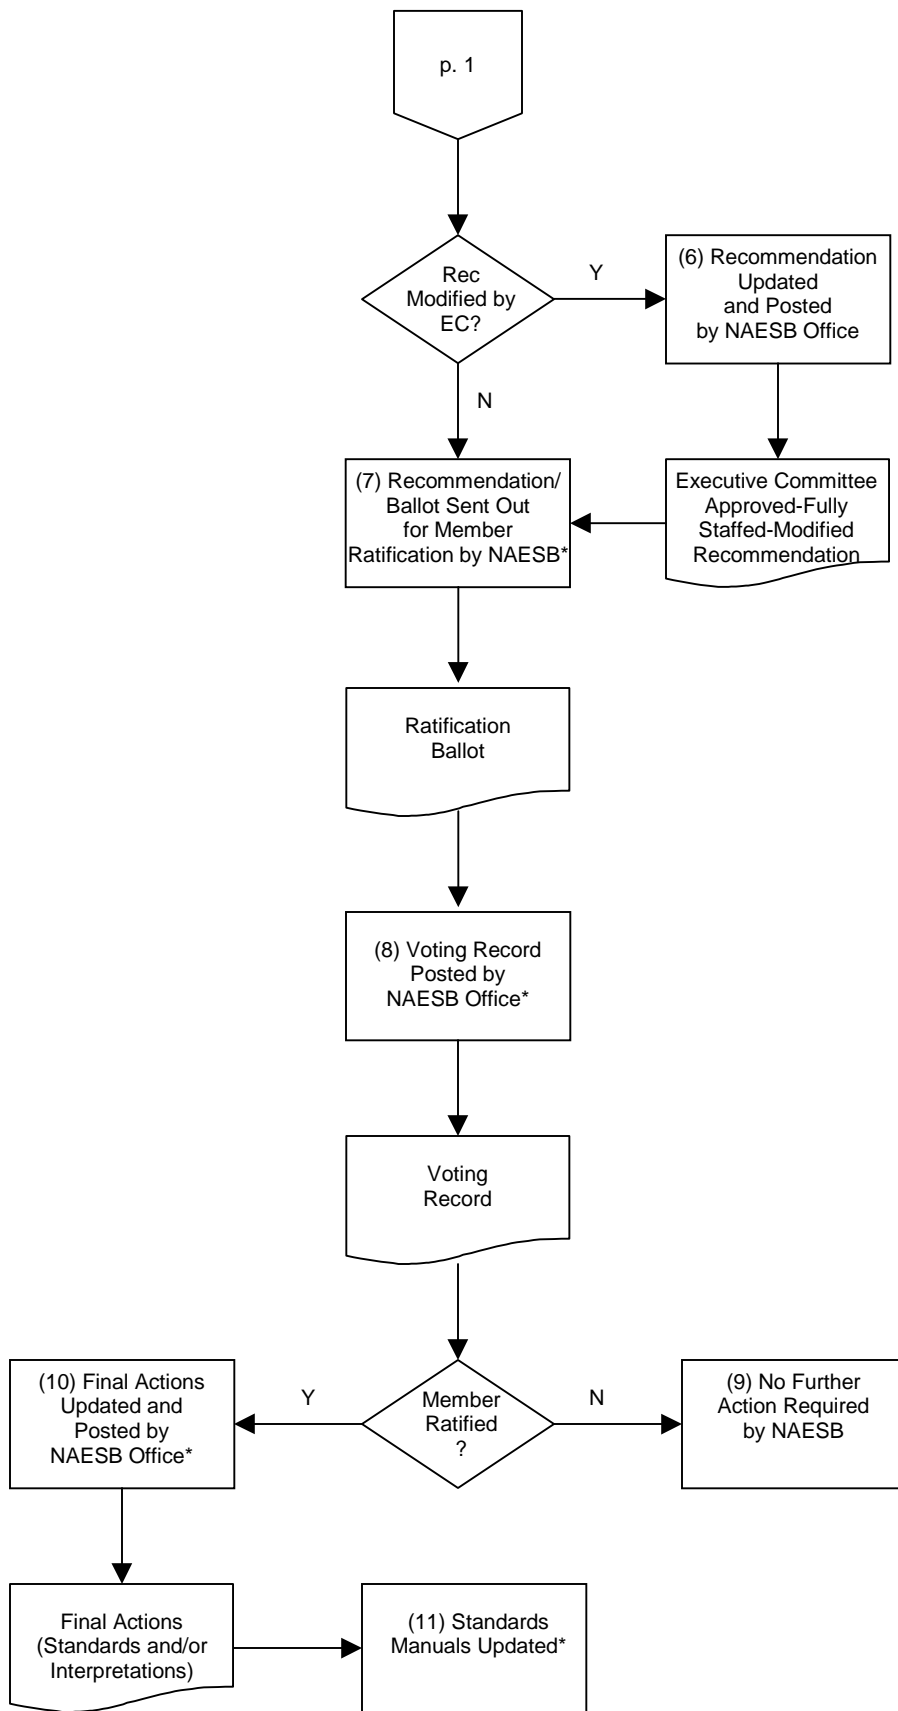 p. 1
Rec
Modified by
EC?
Y
(6) Recommendation
Updated
and Posted
by NAESB Office
N
(7) Recommendation/
Ballot Sent Out
for Member
Ratification by NAESB*
Executive Committee
Approved-Fully
Staffed-Modified
Recommendation
Ratification
Ballot
(8) Voting Record
Posted by
NAESB Office*
Voting
Record
(10) Final Actions
Updated and
Posted by
NAESB Office*
Y
Member
Ratified
?
N
(9) No Further
Action Required
by NAESB
Final Actions
(Standards and/or
Interpretations)
(11) Standards
Manuals Updated*